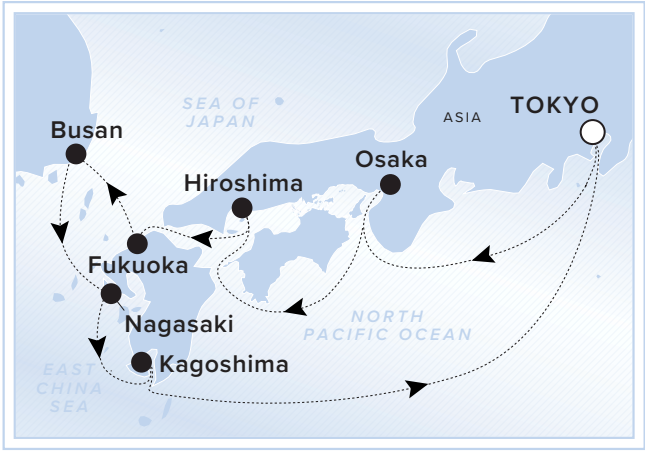 SEA OF
JAPAN
ASIA
TOKYO
Busan
Osaka
Hiroshima
Fukuoka
Nagasaki
NORTH
PACIFIC OCEAN
Kagoshima
EAST
CHINA
SEA